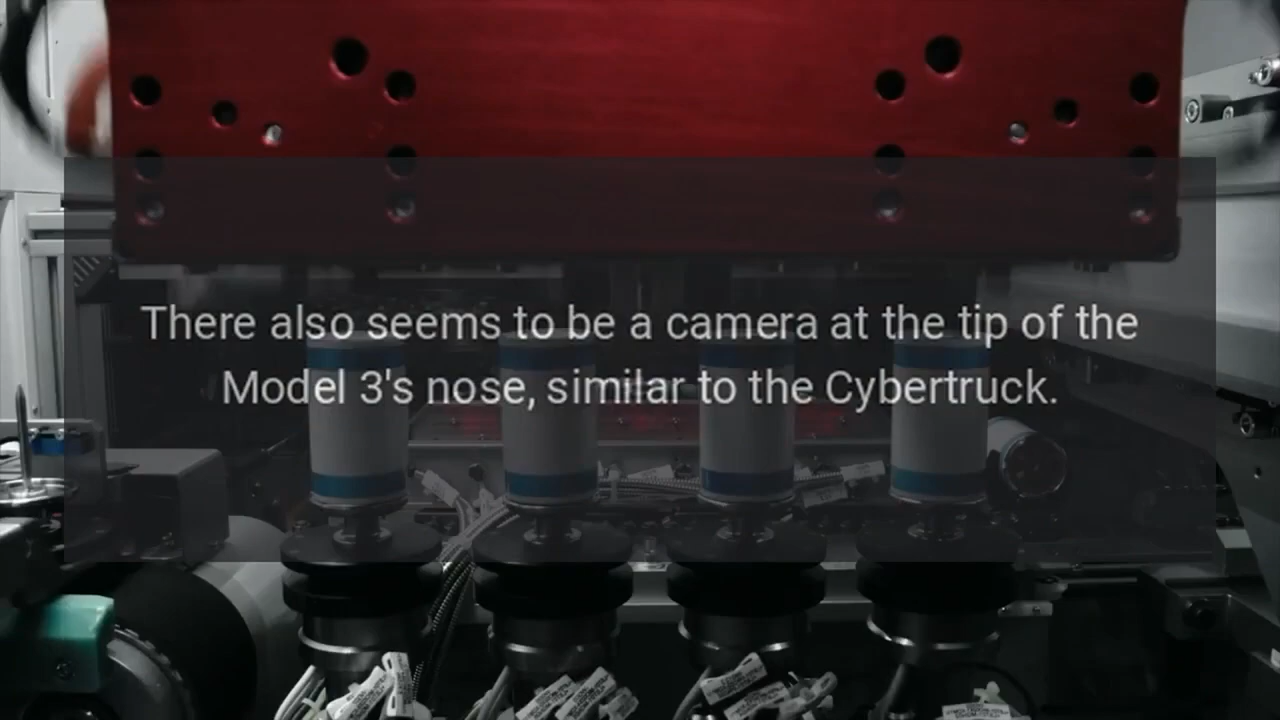 There also seems to be a camera at the tip of the
Model 3's nose, similar to the Cybertruck.